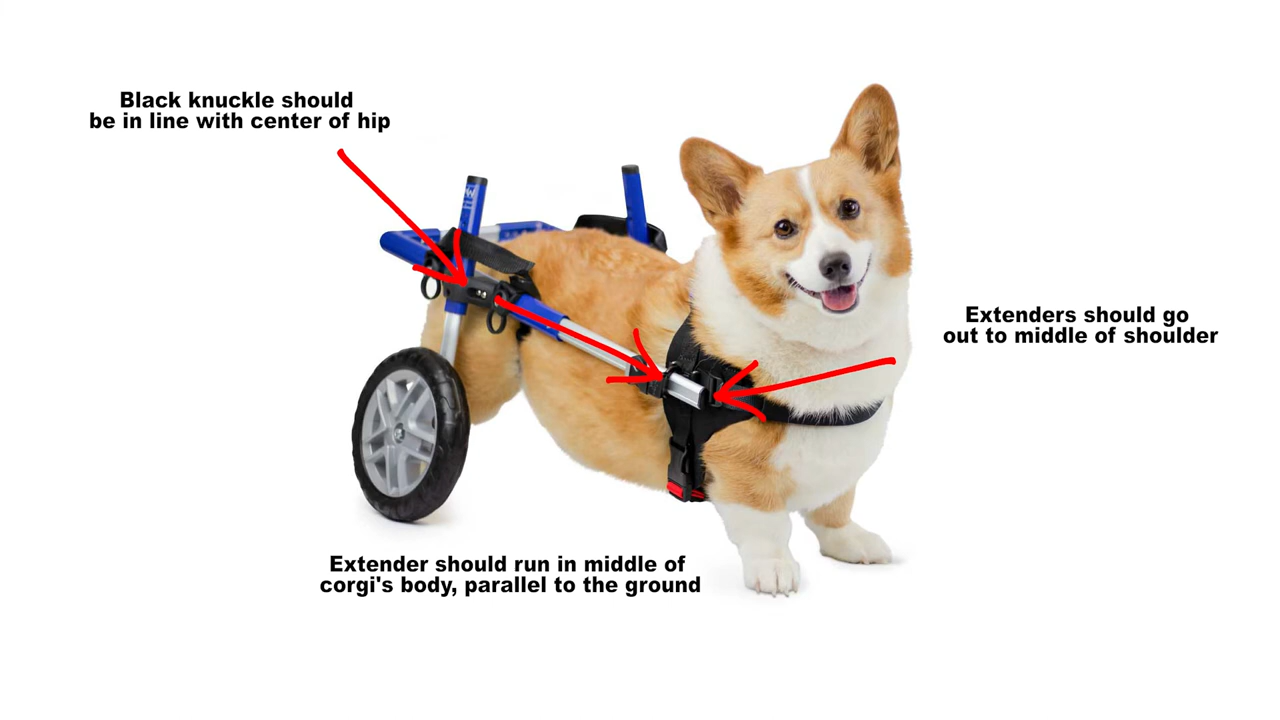 Black knuckle should
be in line with center of hip
Extenders should go
out to middle of shoulder
Extender should run in middle of
corgi's body, parallel to the ground